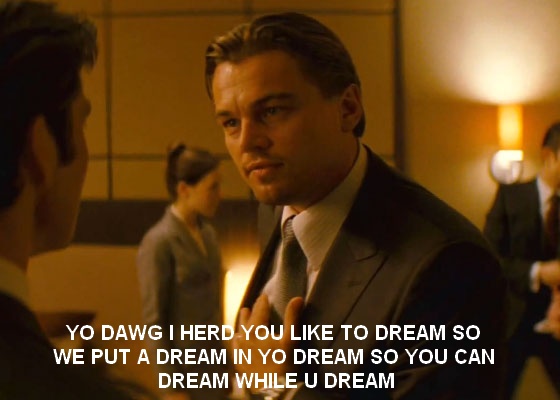 YO DAWG I HERD YOU LIKE TO DREAM SO
WE PUT A DREAM IN YO DREAM SO YOU CAN
DREAM WHILE U DREAM